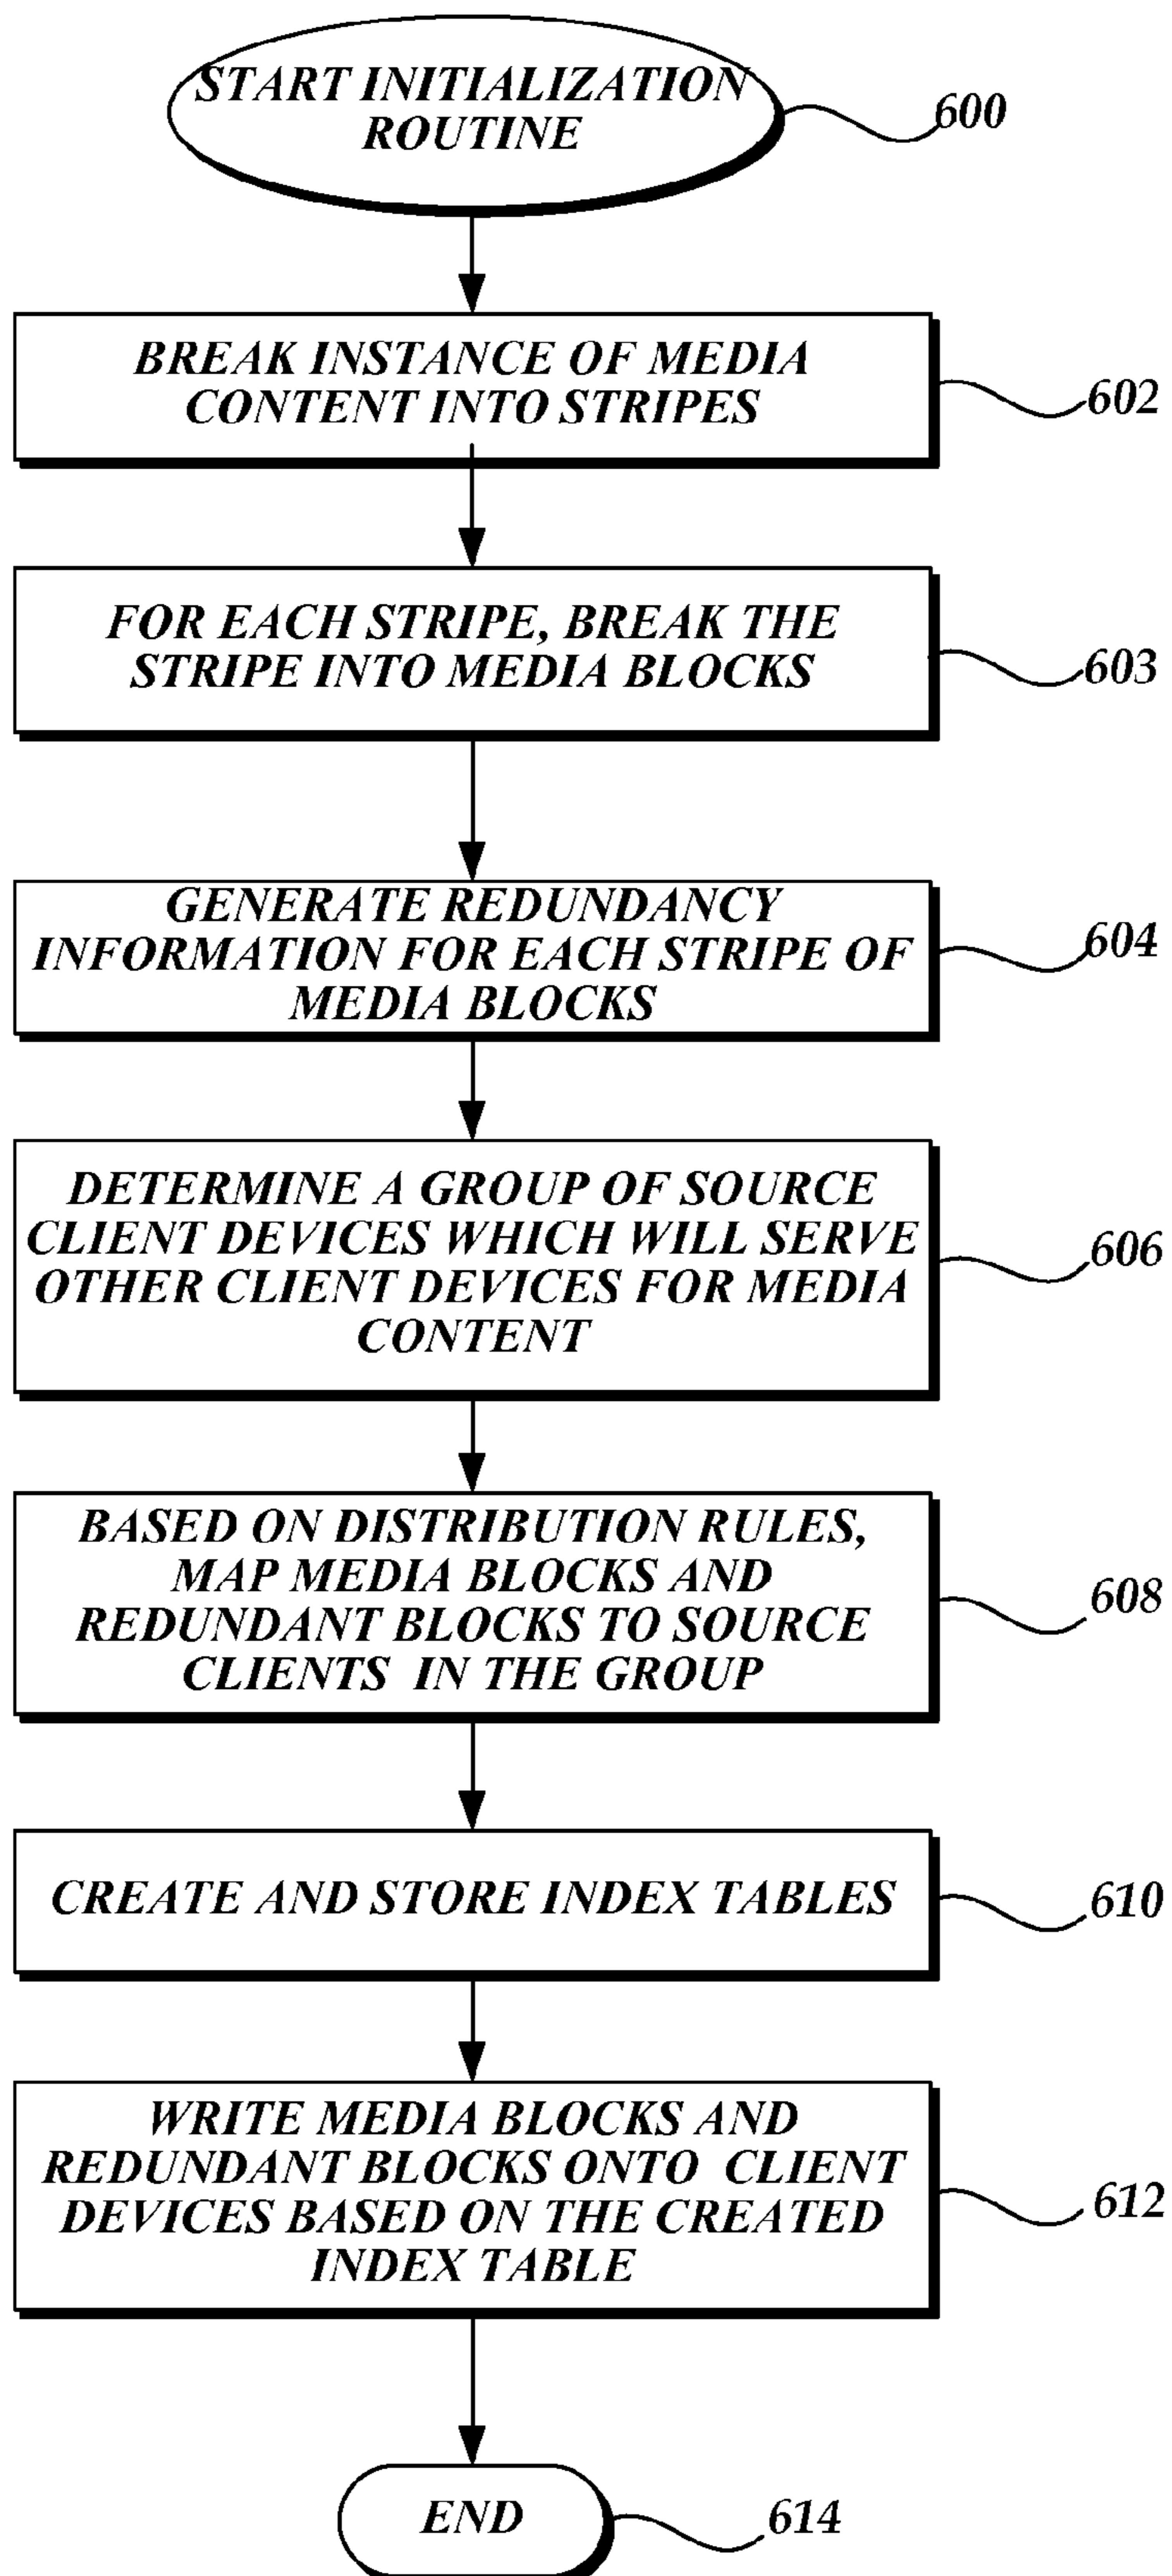 START INITIALIZATION
ROUTINE
600
BREAK INSTANCE OF MEDIA
CONTENT INTO STRIPES
602
FOR EACH STRIPE, BREAK THE
STRIPE INTO MEDIA BLOCKS
603
GENERATE REDUNDANCY
INFORMATION FOR EACH STRIPE OF
MEDIA BLOCKS
604
DETERMINE A GROUP OF SOURCE
CLIENT DEVICES WHICH WILL SERVE
OTHER CLIENT DEVICES FOR MEDIA
CONTENT
606
BASED ON DISTRIBUTION RULES,
MAP MEDIA BLOCKS AND
REDUNDANT BLOCKS TO SOURCE
CLIENTS IN THE GROUP
608
CREATE AND STORE INDEX TABLES
610
WRITE MEDIA BLOCKS AND
REDUNDANT BLOCKS ONTO CLIENT
DEVICES BASED ON THE CREATED
INDEX TABLE
612
END
614